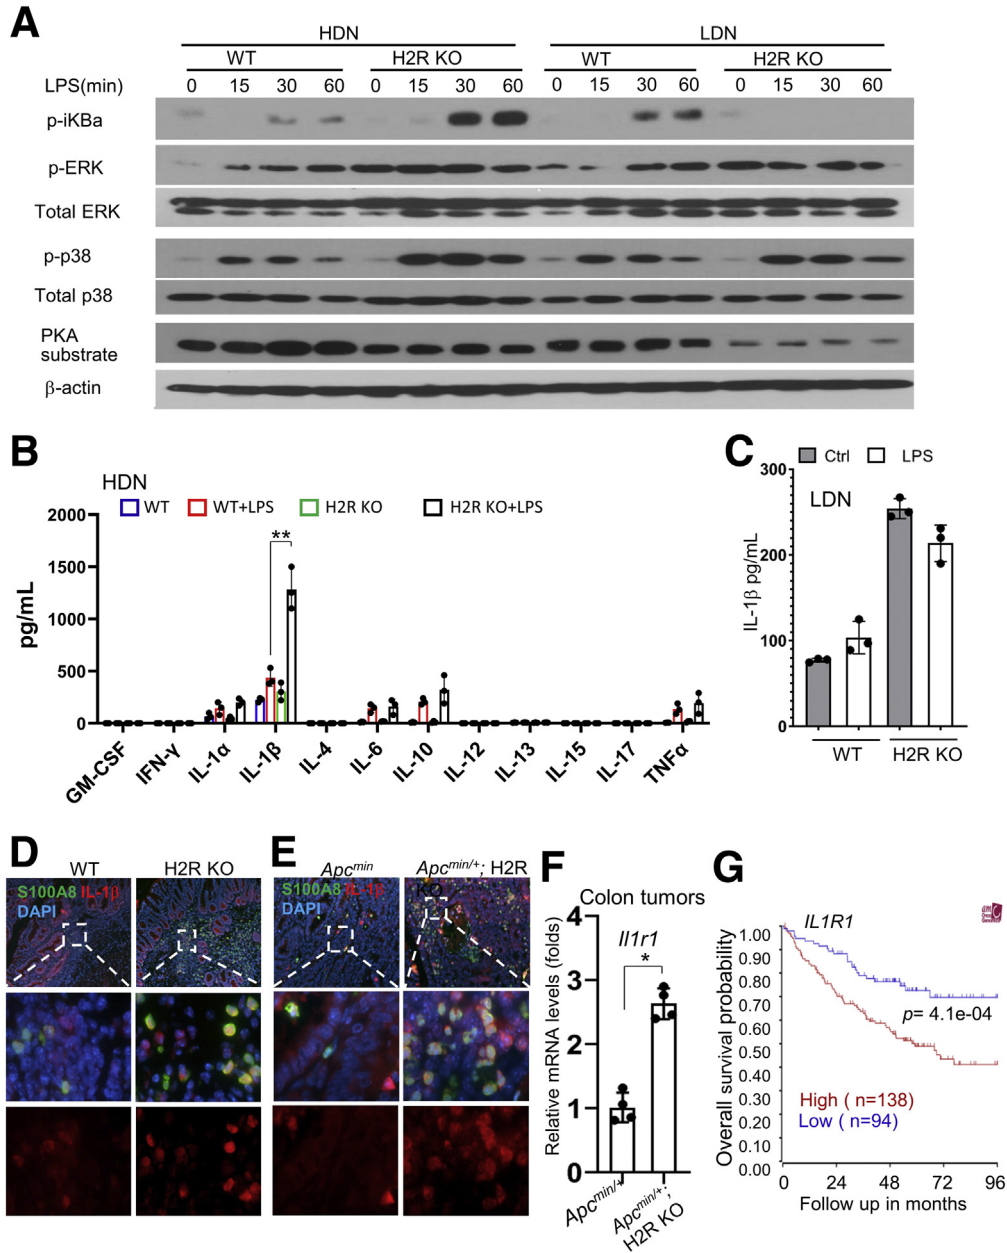 A
HDN
LDN
WT
H2R KO
WT
H2R KO
LPS(min)
0 15 30 60 0 15 30 60 0 15 30 60 0 15 30 60
p-iKBa
p-ERK
Total ERK
p-p38
Total p38
PKA
substrate
β-actin
B
HDN
WT
WT+LPS
H2R KO
H2R KO+LPS
2000
1500
1000
500
0
pg/mL
**
GM-CSF
IFN-γ
IL-1α
IL-1β
IL-4
IL-6
IL-10
IL-12
IL-13
IL-15
IL-17
TNFα
C
Ctrl
LPS
LDN
300
200
100
0
IL-1β pg/mL
WT
H2R KO
D
WT
H2R KO
S100A8 IL-1β
DAPI
E
Apcmin
Apcmin/+; H2R
KO
S100A8 IL-1β
DAPI
F
Colon tumors
Il1r1
*
4
3
2
1
0
Relative mRNA levels (folds)
Apcmin/+
Apcmin/+;
H2R KO
G
IL1R1
1.00
0.90
0.80
0.70
0.60
0.50
0.40
0.30
0.20
0.10
0.00
Overall survival probability
p= 4.1e-04
High ( n=138)
Low ( n=94)
0 24 48 72 96
Follow up in months